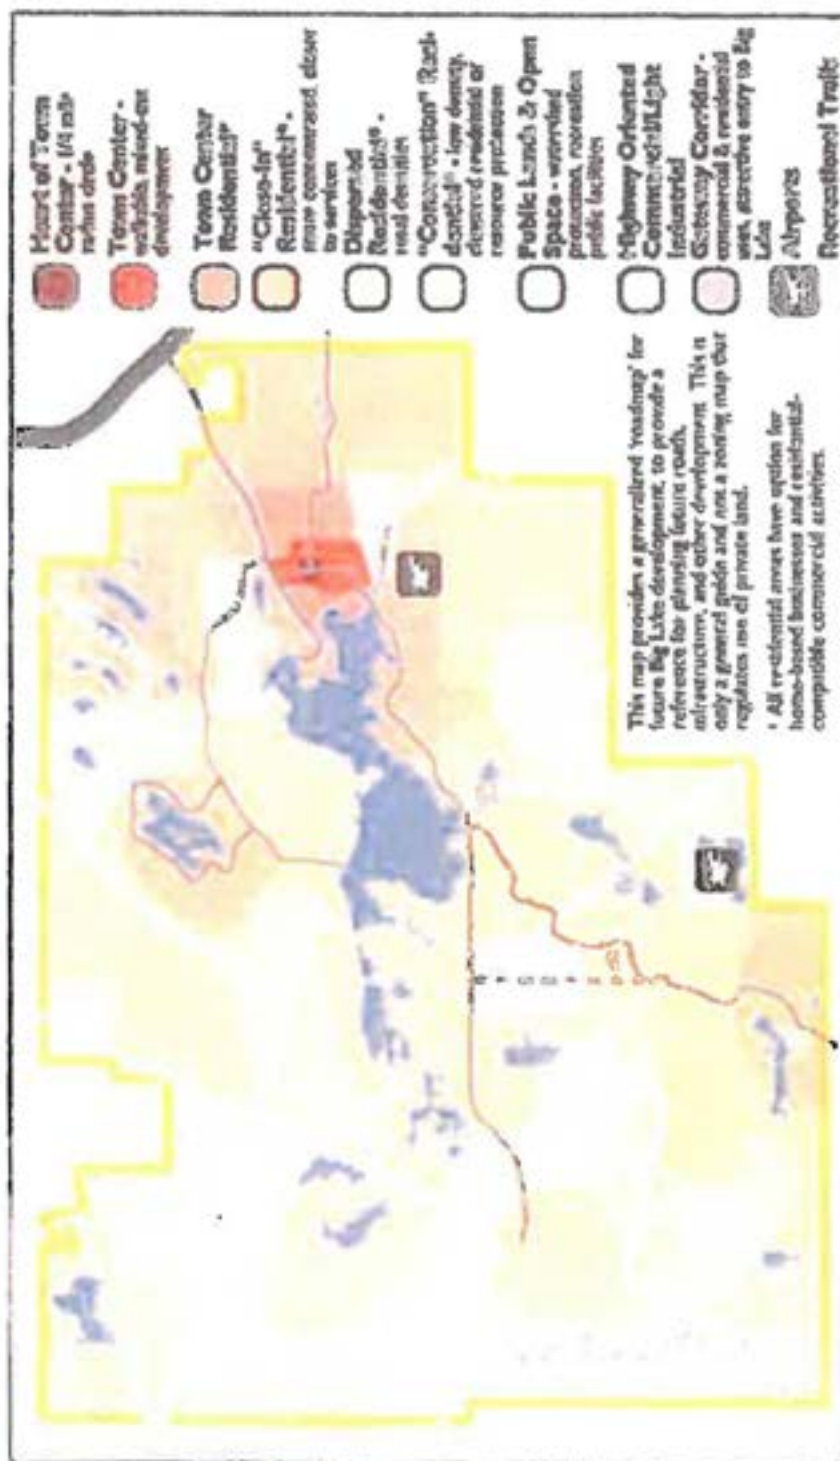 Heart of Town
Center - 1/4 mile
radius circle
Town Center -
walkable, mixed-use
development
Town Center
Residential*
"Close-in"
Residential* -
more concentrated, closer
to services
Dispersed
Residential* -
rural densities
"Conservation" Resi-
dential* - low density,
clustered residential or
resource protection
Public Lands & Open
Space - watershed
protection, recreation
public facilities
Highway Oriented
Commercial/Light
Industrial
Gateway Corridor -
commercial & residential
uses, attractive entry to Big
Lake
Airports
Recreational Trails
This map provides a generalized 'roadmap' for
future Big Lake development, to provide a
reference for planning future roads,
infrastructure, and other development. This is
only a general guide and not a zoning map that
regulates use of private land.
* All residential areas have option for
home-based businesses and residential-
compatible commercial activities.